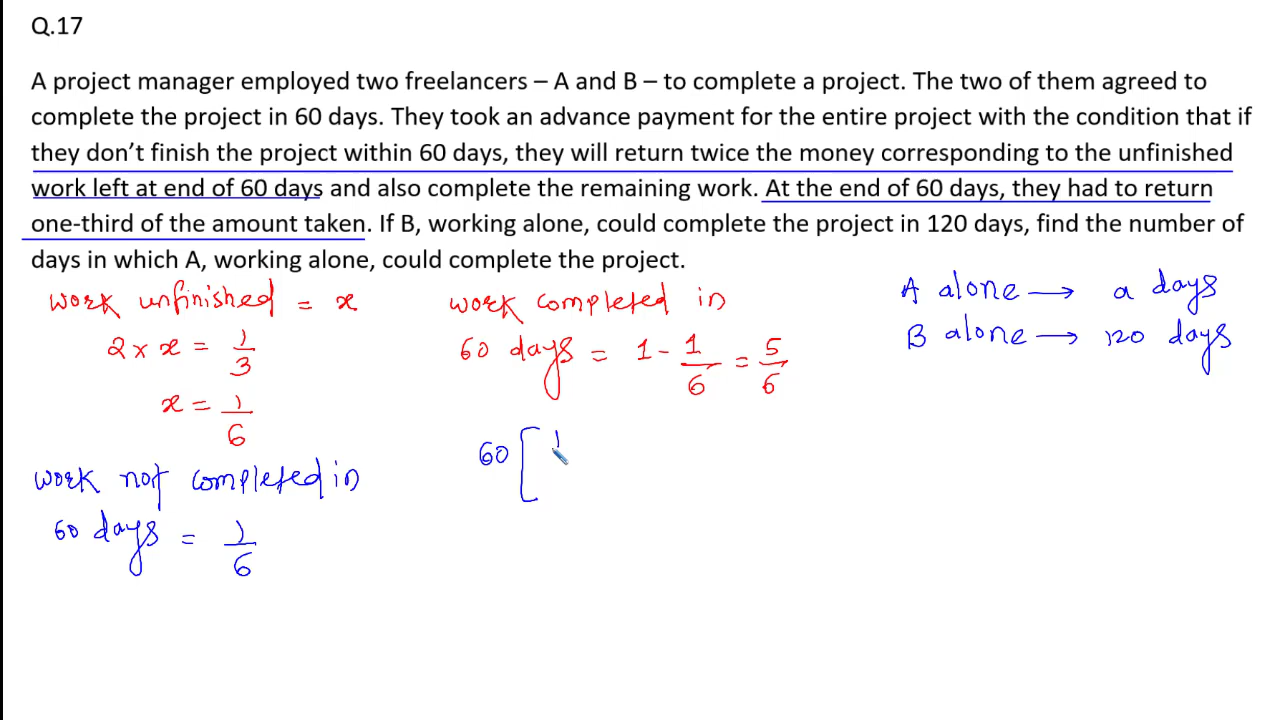 Q.17
A project manager employed two freelancers – A and B – to complete a project. The two of them agreed to
complete the project in 60 days. They took an advance payment for the entire project with the condition that if
they don’t finish the project within 60 days, they will return twice the money corresponding to the unfinished
work left at end of 60 days and also complete the remaining work. At the end of 60 days, they had to return
one-third of the amount taken. If B, working alone, could complete the project in 120 days, find the number of
days in which A, working alone, could complete the project.
work unfinished = x
2 × x = 1/3
x = 1/6
work not completed in
60 days = 1/6
work completed in
60 days = 1 - 1/6 = 5/6
60 [ 1
A alone → a days
B alone → 120 days